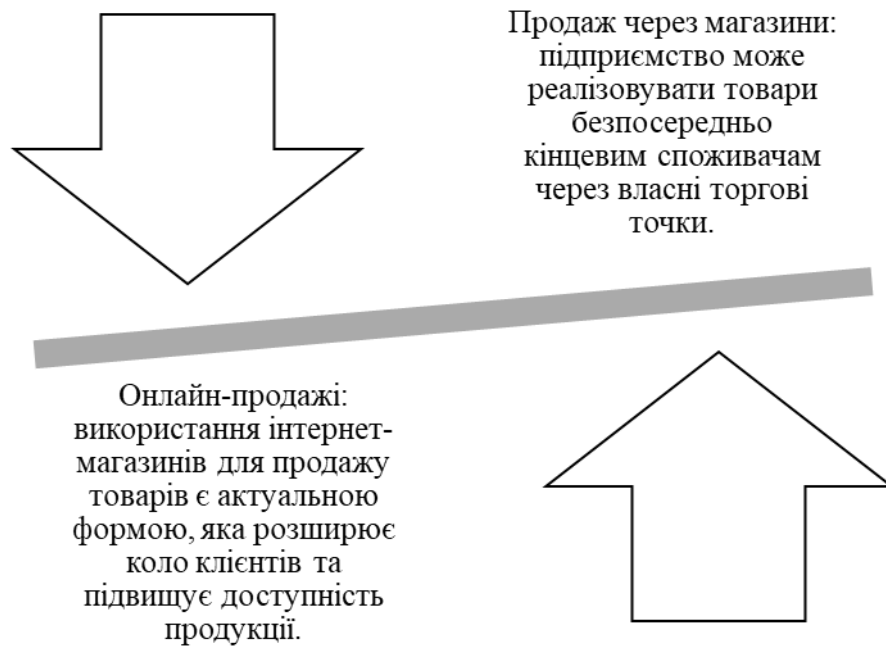 Продаж через магазини:
підприємство може
реалізовувати товари
безпосередньо
кінцевим споживачам
через власні торгові
точки.
Онлайн-продажі:
використання інтернет-
магазинів для продажу
товарів є актуальною
формою, яка розширює
коло клієнтів та
підвищує доступність
продукції.